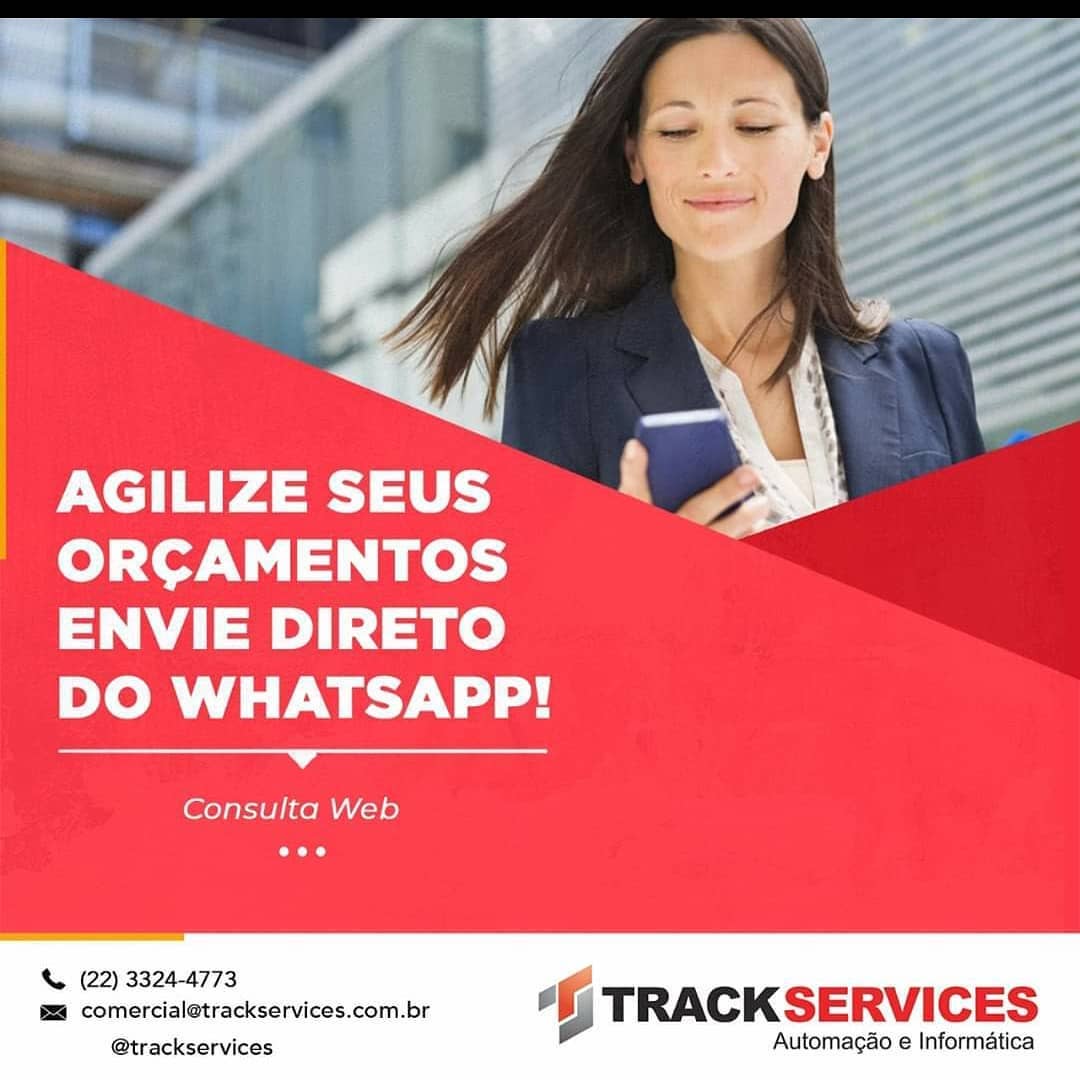 AGILIZE SEUS
ORÇAMENTOS
ENVIE DIRETO
DO WHATSAPP!
Consulta Web
(22) 3324-4773
comercial@trackservices.com.br
@trackservices
TRACKSERVICES
Automação e Informática